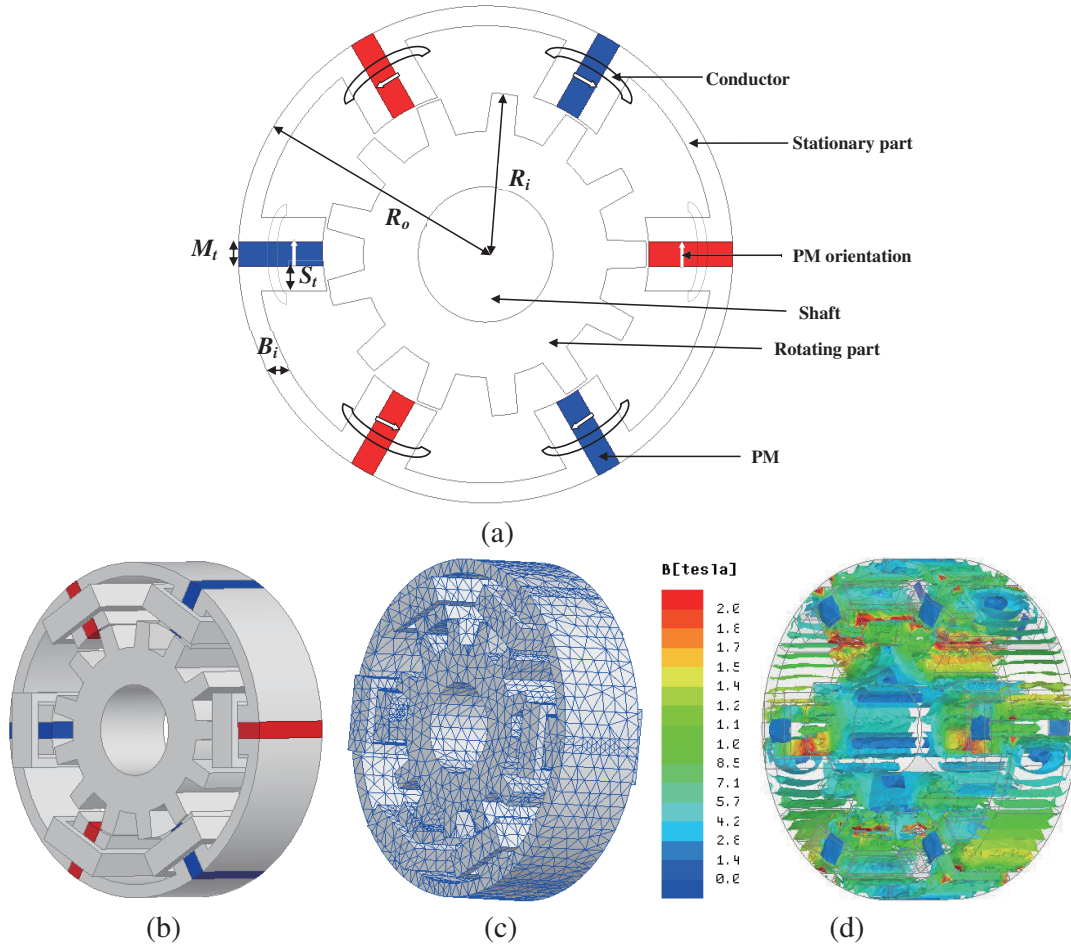 Conductor
Stationary part
R_i
R_o
M_t
S_t
PM orientation
Shaft
B_i
Rotating part
PM
(a)
B[tesla]
2.0
1.8
1.7
1.5
1.4
1.2
1.1
1.0
8.5
7.1
5.7
4.2
2.8
1.4
0.0
(b)
(c)
(d)